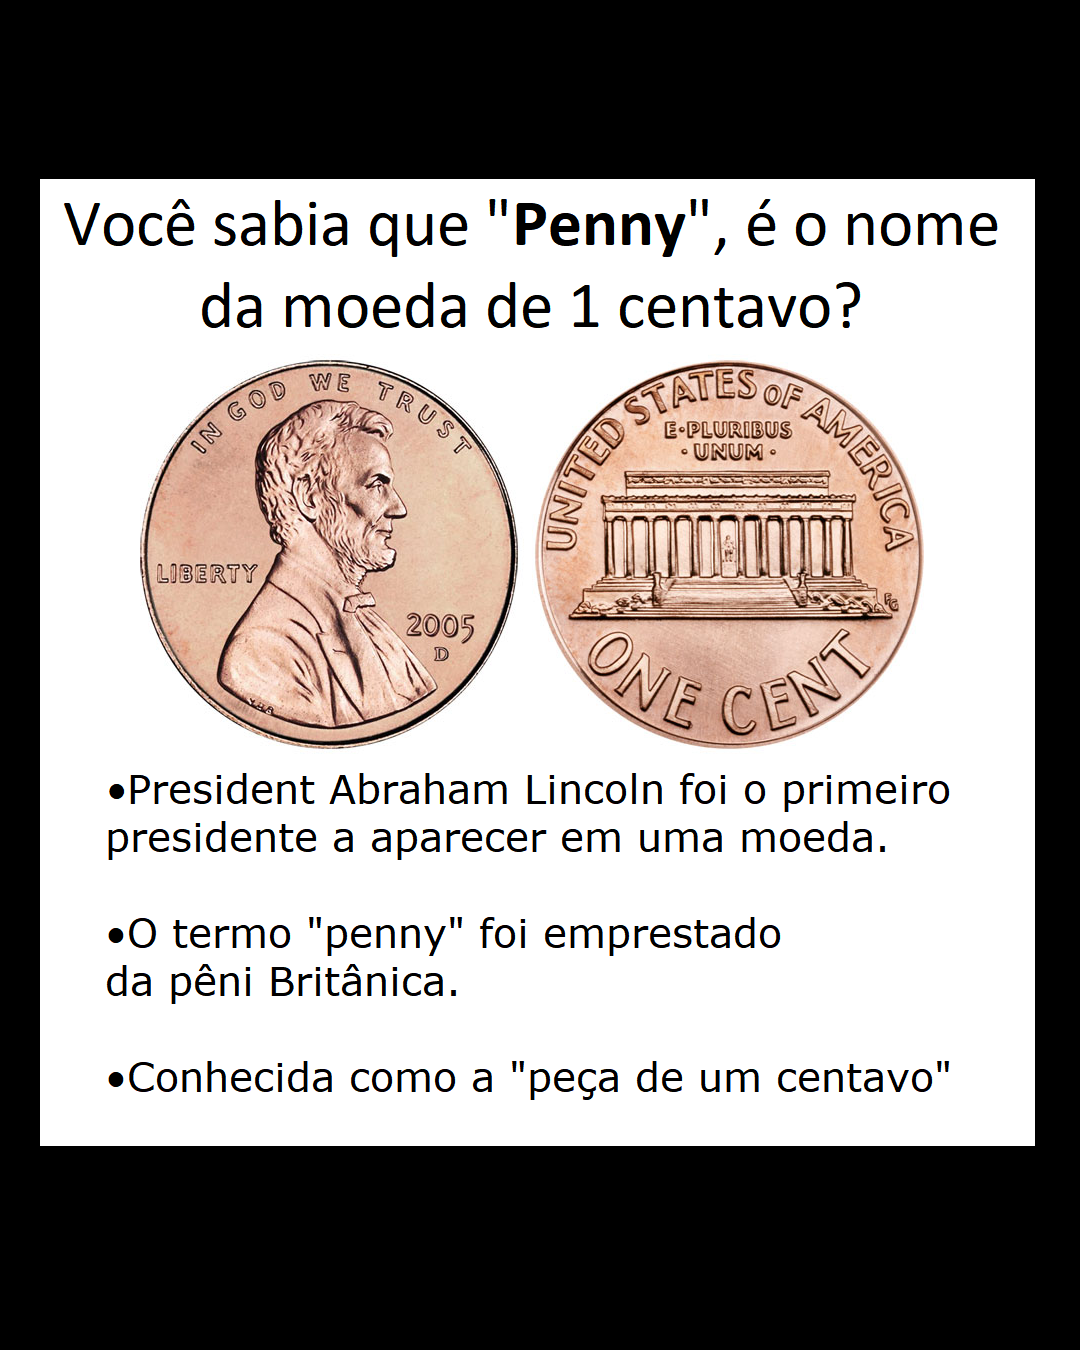 Você sabia que "Penny", é o nome
da moeda de 1 centavo?
IN GOD WE TRUST
LIBERTY
2005
D
UNITED STATES OF AMERICA
E·PLURIBUS
·UNUM·
FG
ONE CENT
•President Abraham Lincoln foi o primeiro
presidente a aparecer em uma moeda.
•O termo "penny" foi emprestado
da pêni Britânica.
•Conhecida como a "peça de um centavo"